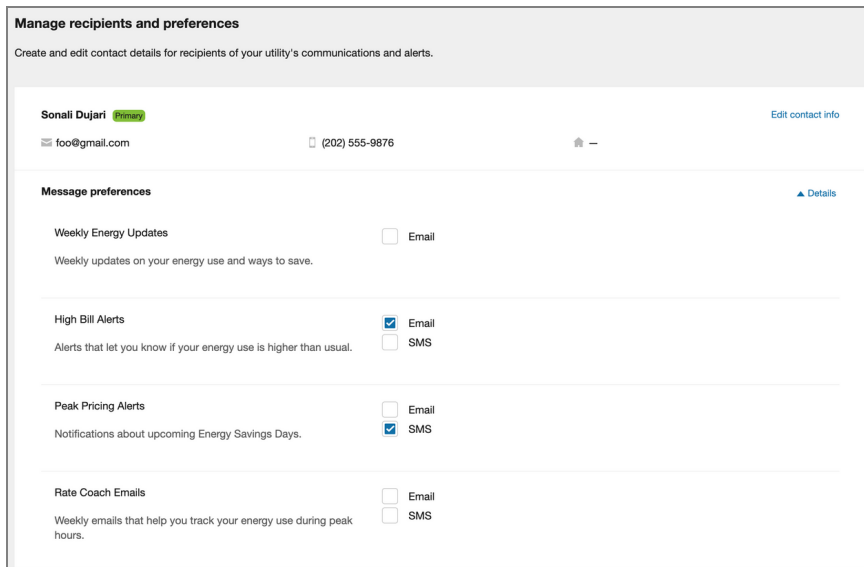 Manage recipients and preferences
Create and edit contact details for recipients of your utility's communications and alerts.
Sonali Dujari Primary Edit contact info
foo@gmail.com (202) 555-9876 –
Message preferences Details
Weekly Energy Updates Email
Weekly updates on your energy use and ways to save.
High Bill Alerts Email
Alerts that let you know if your energy use is higher than usual. SMS
Peak Pricing Alerts Email
Notifications about upcoming Energy Savings Days. SMS
Rate Coach Emails Email
Weekly emails that help you track your energy use during peak SMS
hours.